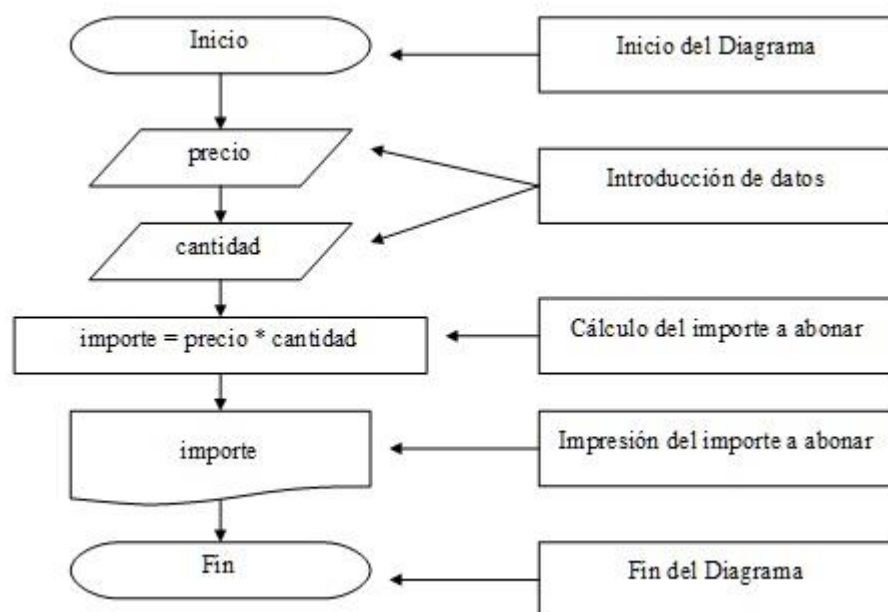 Inicio
Inicio del Diagrama
precio
Introducción de datos
cantidad
importe = precio * cantidad
Cálculo del importe a abonar
importe
Impresión del importe a abonar
Fin
Fin del Diagrama